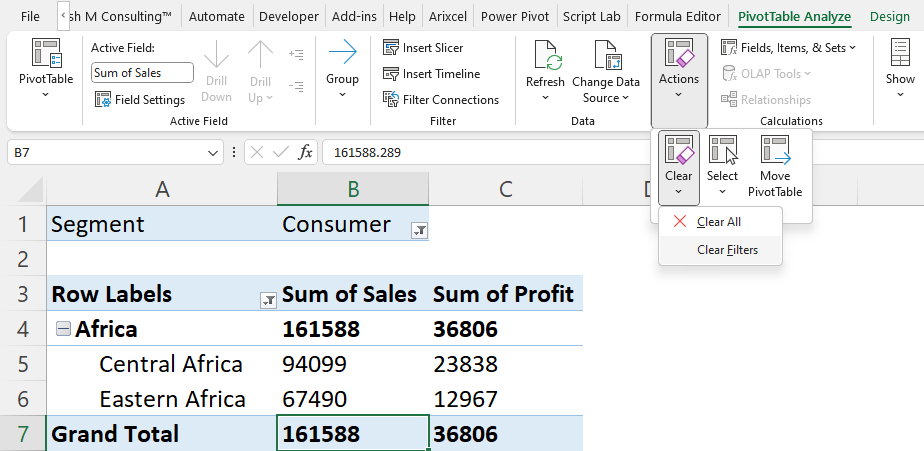 File sh M Consulting™ Automate Developer Add-ins Help Arixcel Power Pivot Script Lab Formula Editor PivotTable Analyze Design
PivotTable
Active Field:
Sum of Sales
Field Settings
Drill Down
Drill Up
Active Field
Group
Insert Slicer
Insert Timeline
Filter Connections
Filter
Refresh
Change Data Source
Data
Actions
Fields, Items, & Sets
OLAP Tools
Relationships
Calculations
Show
B7 fx 161588.289
Clear
Select
Move PivotTable
Clear All
Clear Filters
A B C D
1 Segment Consumer
2
3 Row Labels Sum of Sales Sum of Profit
4 Africa 161588 36806
5 Central Africa 94099 23838
6 Eastern Africa 67490 12967
7 Grand Total 161588 36806